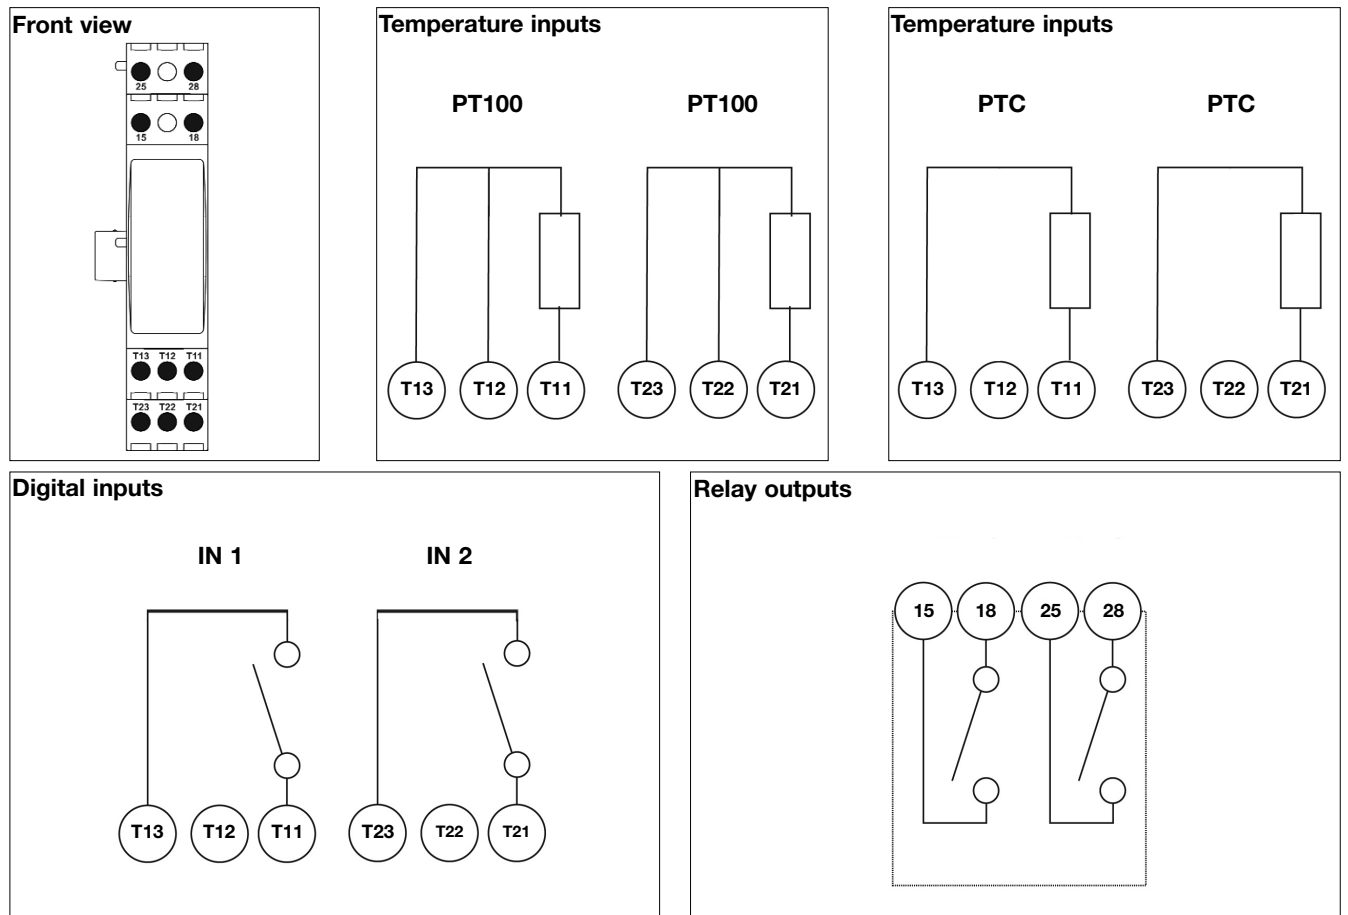 Front view
25 28
15 18
T13 T12 T11
T23 T22 T21
Temperature inputs
PT100 PT100
T13 T12 T11 T23 T22 T21
Temperature inputs
PTC PTC
T13 T12 T11 T23 T22 T21
Digital inputs
IN 1 IN 2
T13 T12 T11 T23 T22 T21
Relay outputs
15 18 25 28